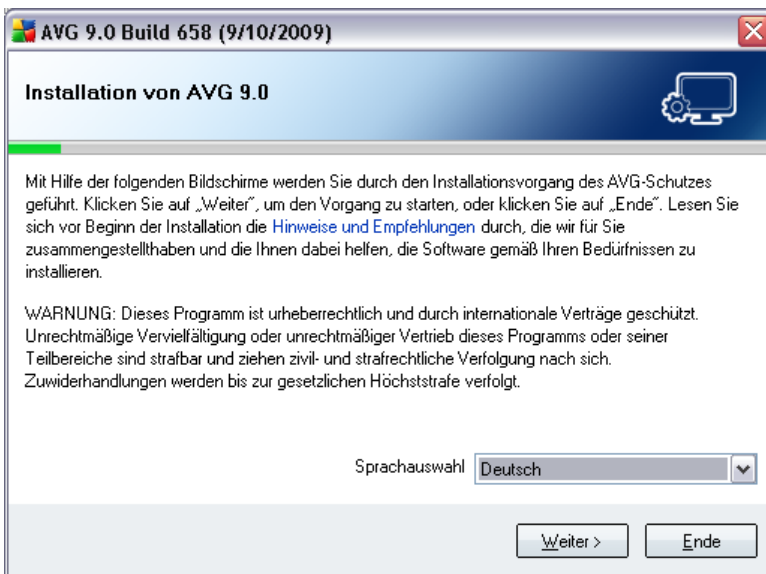 AVG 9.0 Build 658 (9/10/2009)
Installation von AVG 9.0
Mit Hilfe der folgenden Bildschirme werden Sie durch den Installationsvorgang des AVG-Schutzes
geführt. Klicken Sie auf „Weiter“, um den Vorgang zu starten, oder klicken Sie auf „Ende“. Lesen Sie
sich vor Beginn der Installation die Hinweise und Empfehlungen durch, die wir für Sie
zusammengestellthaben und die Ihnen dabei helfen, die Software gemäß Ihren Bedürfnissen zu
installieren.
WARNUNG: Dieses Programm ist urheberrechtlich und durch internationale Verträge geschützt.
Unrechtmäßige Vervielfältigung oder unrechtmäßiger Vertrieb dieses Programms oder seiner
Teilbereiche sind strafbar und ziehen zivil- und strafrechtliche Verfolgung nach sich.
Zuwiderhandlungen werden bis zur gesetzlichen Höchststrafe verfolgt.
Sprachauswahl Deutsch
Weiter > Ende